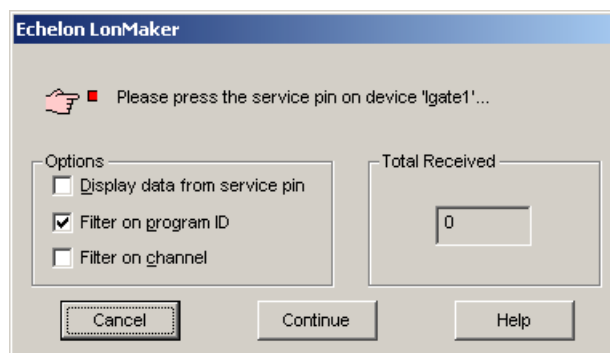 Echelon LonMaker
Please press the service pin on device 'lgate1'...
Options
Display data from service pin
Filter on program ID
Filter on channel
Total Received
0
Cancel
Continue
Help